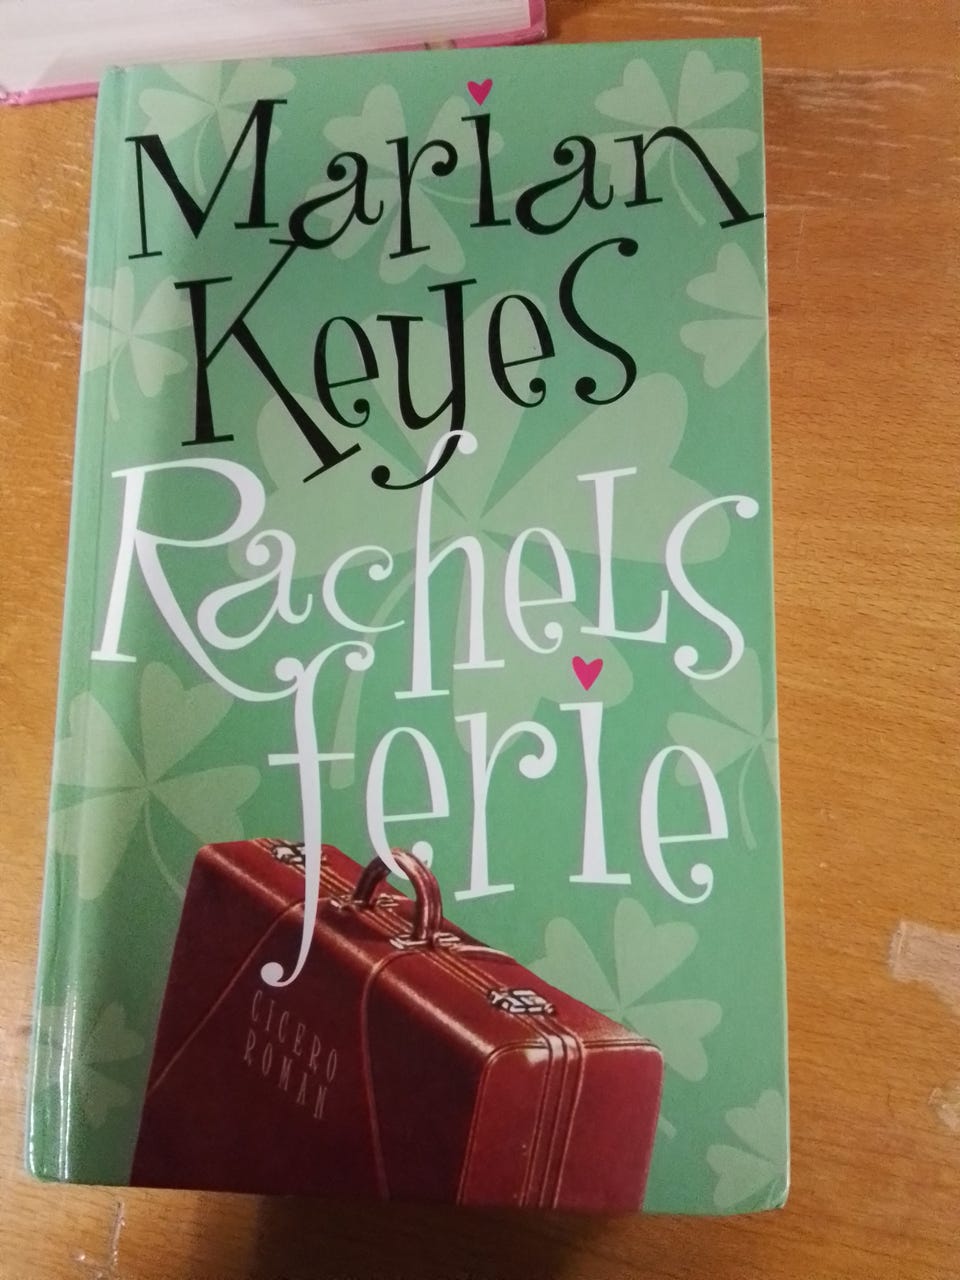 Marian
Keyes
Rachels
ferie
CICERO
ROMAN